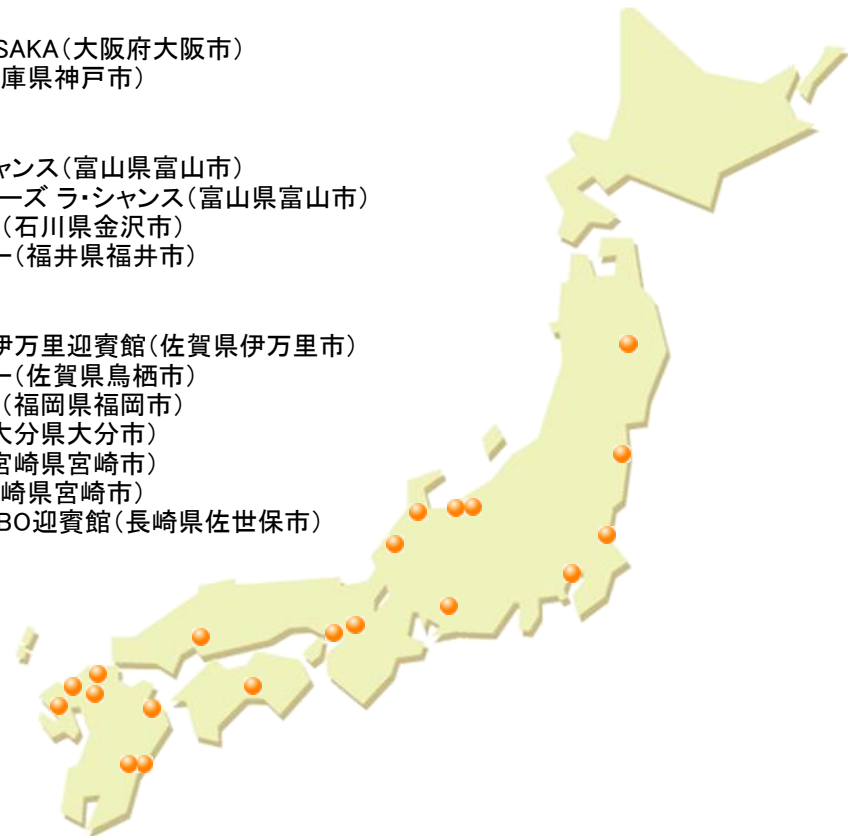 SAKA（大阪府大阪市）
庫県神戸市）
ャンス（富山県富山市）
ーズ ラ・シャンス（富山県富山市）
（石川県金沢市）
ー（福井県福井市）
伊万里迎賓館（佐賀県伊万里市）
ー（佐賀県鳥栖市）
（福岡県福岡市）
大分県大分市）
宮崎県宮崎市）
崎県宮崎市）
BO迎賓館（長崎県佐世保市）